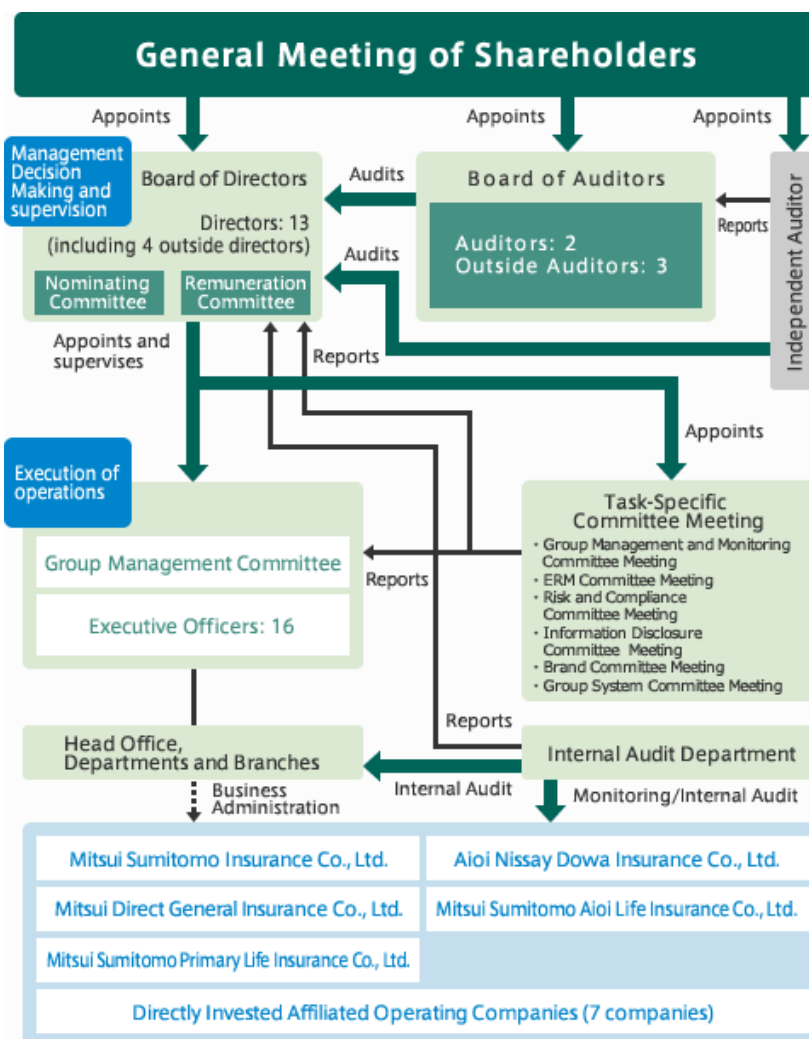 General Meeting of Shareholders
Appoints
Appoints
Appoints
Management
Decision
Making and
supervision
Board of Directors
Directors: 13
(including 4 outside directors)
Nominating
Committee
Remuneration
Committee
Audits
Audits
Board of Auditors
Auditors: 2
Outside Auditors: 3
Reports
Independent Auditor
Appoints and
supervises
Reports
Appoints
Execution of
operations
Group Management Committee
Executive Officers: 16
Reports
Task-Specific
Committee Meeting
・Group Management and Monitoring
Committee Meeting
・ERM Committee Meeting
・Risk and Compliance
Committee Meeting
・Information Disclosure
Committee Meeting
・Brand Committee Meeting
・Group System Committee Meeting
Reports
Head Office,
Departments and Branches
Internal Audit Department
Internal Audit
Business
Administration
Monitoring/Internal Audit
Mitsui Sumitomo Insurance Co., Ltd.
Aioi Nissay Dowa Insurance Co., Ltd.
Mitsui Direct General Insurance Co., Ltd.
Mitsui Sumitomo Aioi Life Insurance Co., Ltd.
Mitsui Sumitomo Primary Life Insurance Co., Ltd.
Directly Invested Affiliated Operating Companies (7 companies)